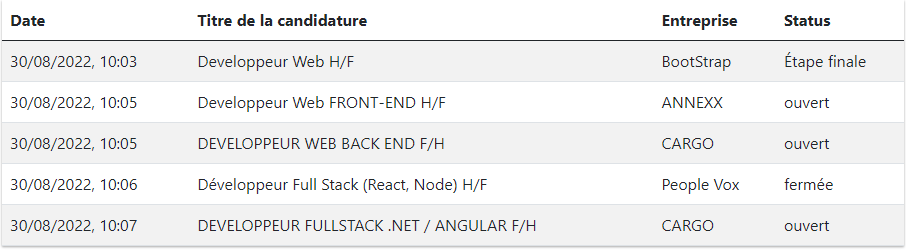 Date Titre de la candidature Entreprise Status
30/08/2022, 10:03 Developpeur Web H/F BootStrap Étape finale
30/08/2022, 10:05 Developpeur Web FRONT-END H/F ANNEXX ouvert
30/08/2022, 10:05 DEVELOPPEUR WEB BACK END F/H CARGO ouvert
30/08/2022, 10:06 Développeur Full Stack (React, Node) H/F People Vox fermée
30/08/2022, 10:07 DEVELOPPEUR FULLSTACK .NET / ANGULAR F/H CARGO ouvert